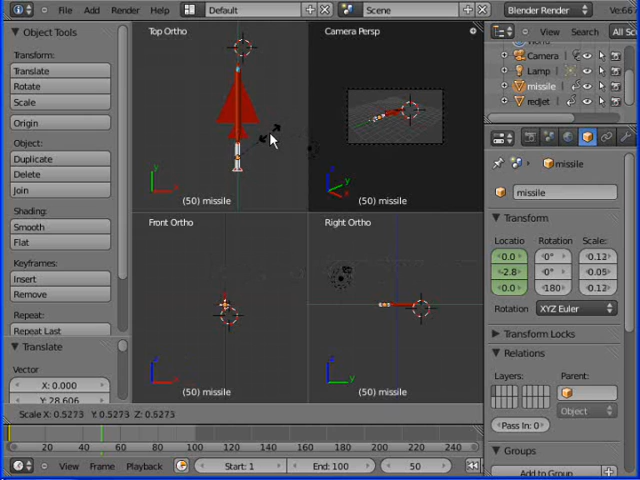 File Add Render Help Default Scene Blender Render
Object Tools
Transform:
Translate
Rotate
Scale
Origin
Object:
Duplicate
Delete
Join
Shading:
Smooth
Flat
Keyframes:
Insert
Remove
Repeat:
Repeat Last
Translate
Vector
X: 0.000
Y: 28.606
Top Ortho
(50) missile
Camera Persp
(50) missile
Front Ortho
(50) missile
Right Ortho
(50) missile
Scale X: 0.5273 Y: 0.5273 Z: 0.5273
View Search All Sc
Camera
Lamp
missile
redjet
missile
missile
Transform
Locatio Rotation Scale:
0.0 0° 0.12
-2.8 0° 0.05
0.0 180 0.12
Rotation XYZ Euler
Transform Locks
Relations
Layers: Parent:
Object
Pass In: 0
Groups
Add to Group
0 20 40 60 80 100 120 140 160 180 200 220 240
View Frame Playback Start: 1 End: 100 50